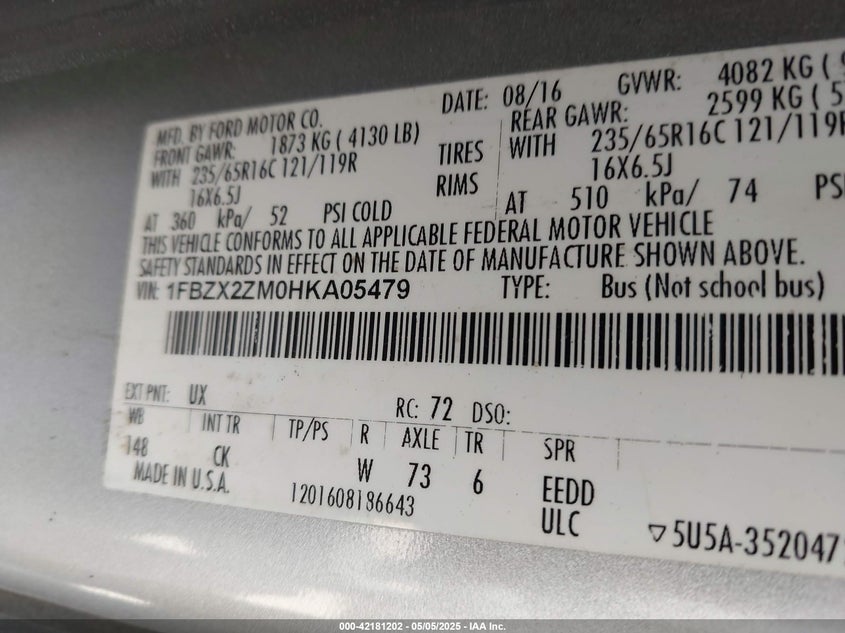 MFD. BY FORD MOTOR CO. DATE: 08/16 GVWR: 4082 KG (
FRONT GAWR: 1873 KG ( 4130 LB) REAR GAWR: 2599 KG ( 5
WITH 235/65R16C 121/119R TIRES WITH 235/65R16C 121/119R
16X6.5J RIMS 16X6.5J
AT 360 kPa/ 52 PSI COLD AT 510 kPa/ 74
THIS VEHICLE CONFORMS TO ALL APPLICABLE FEDERAL MOTOR VEHICLE
SAFETY STANDARDS IN EFFECT ON THE DATE OF MANUFACTURE SHOWN ABOVE.
VIN: 1FBZX2ZM0HKA05479 TYPE: Bus (Not school bus)
EXT PNT: UX RC: 72 DSO:
WB INT TR TP/PS R AXLE TR SPR
148 CK W 73 6 EEDD
MADE IN U.S.A. 1201608186643 ULC
5U5A-352047
000-42181202 - 05/05/2025 - IAA Inc.